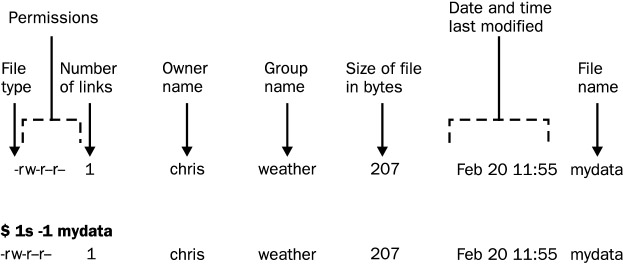 Permissions
Date and time
last modified
File
type
Number
of links
Owner
name
Group
name
Size of file
in bytes
File
name
-rw-r–r– 1 chris weather 207 Feb 20 11:55 mydata
$ 1s -1 mydata
-rw-r–r– 1 chris weather 207 Feb 20 11:55 mydata